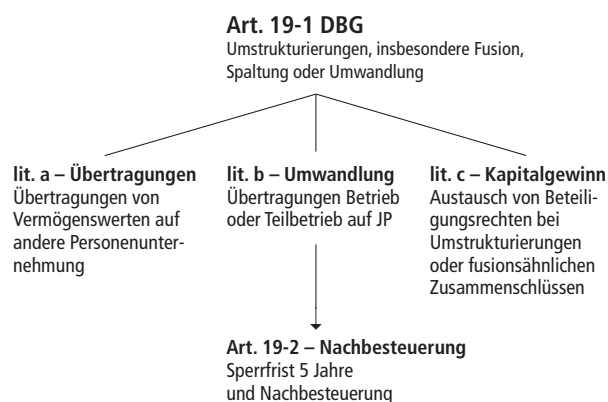 Art. 19-1 DBG
Umstrukturierungen, insbesondere Fusion,
Spaltung oder Umwandlung
lit. a – Übertragungen
Übertragungen von
Vermögenswerten auf
andere Personenunter-
nehmung
lit. b – Umwandlung
Übertragungen Betrieb
oder Teilbetrieb auf JP
lit. c – Kapitalgewinn
Austausch von Beteili-
gungsrechten bei
Umstrukturierungen
oder fusionsähnlichen
Zusammenschlüssen
Art. 19-2 – Nachbesteuerung
Sperrfrist 5 Jahre
und Nachbesteuerung